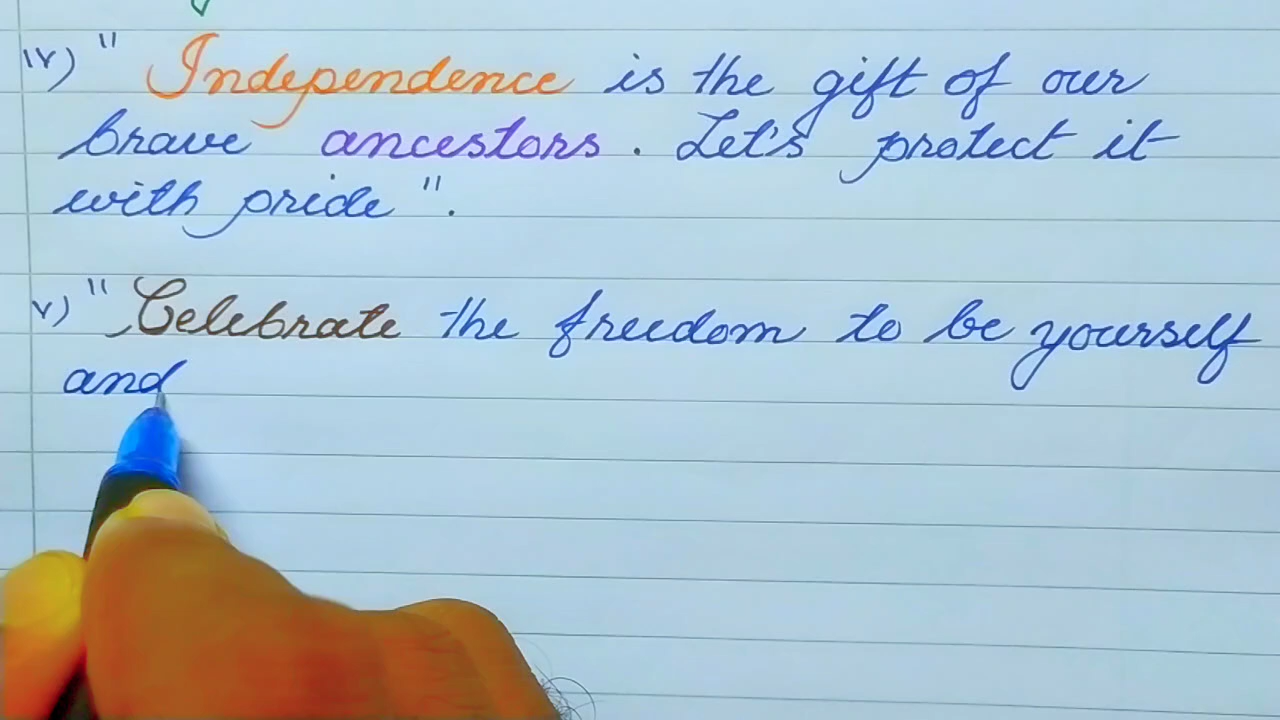 iv) " Independence is the gift of our
brave ancestors . Let's protect it
with pride ".
v) " Celebrate the freedom to be yourself
and